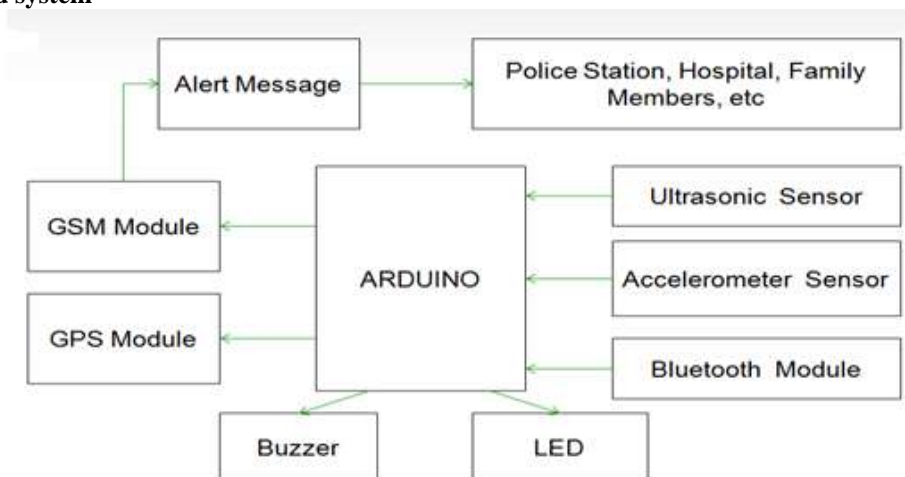 system
Alert Message
Police Station, Hospital, Family
Members, etc
GSM Module
ARDUINO
Ultrasonic Sensor
Accelerometer Sensor
GPS Module
Bluetooth Module
Buzzer
LED